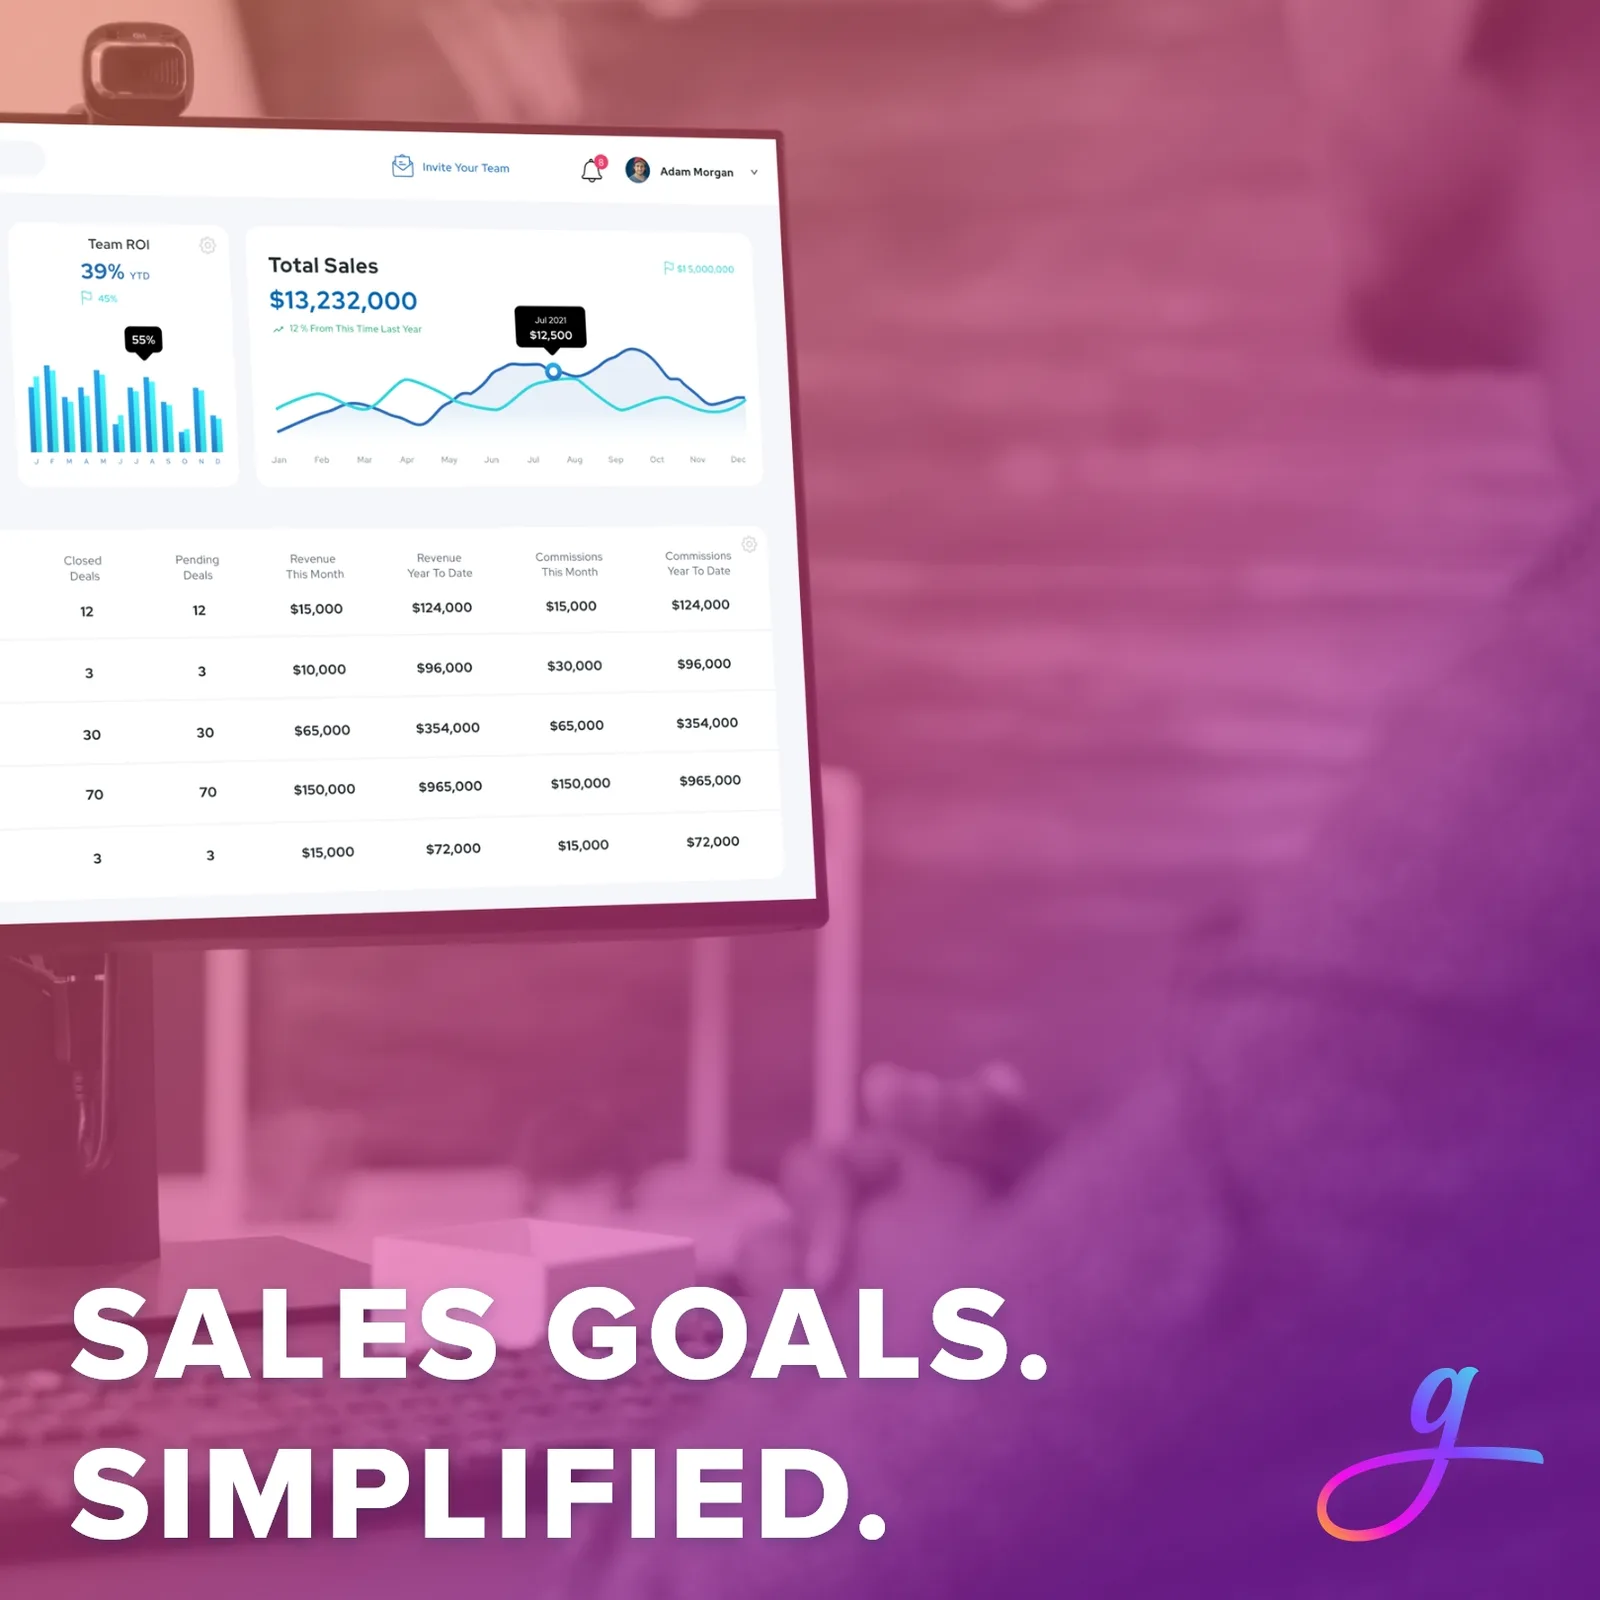 Invite Your Team
8
Adam Morgan
Team ROI
39% YTD
45%
55%
J F M A M J J A S O N D
Total Sales
$13,232,000
12 % From This Time Last Year
$15,000,000
Jul 2021
$12,500
Jan Feb Mar Apr May Jun Jul Aug Sep Oct Nov Dec
Closed Deals Pending Deals Revenue This Month Revenue Year To Date Commissions This Month Commissions Year To Date
12 12 $15,000 $124,000 $15,000 $124,000
3 3 $10,000 $96,000 $30,000 $96,000
30 30 $65,000 $354,000 $65,000 $354,000
70 70 $150,000 $965,000 $150,000 $965,000
3 3 $15,000 $72,000 $15,000 $72,000
SALES GOALS.
SIMPLIFIED.
g